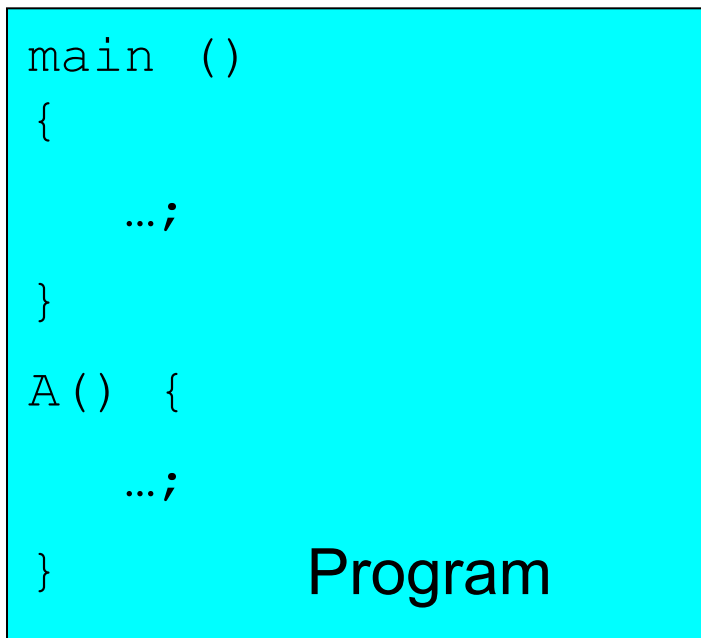 main ()
{
…;
}
A() {
…;
}
Program